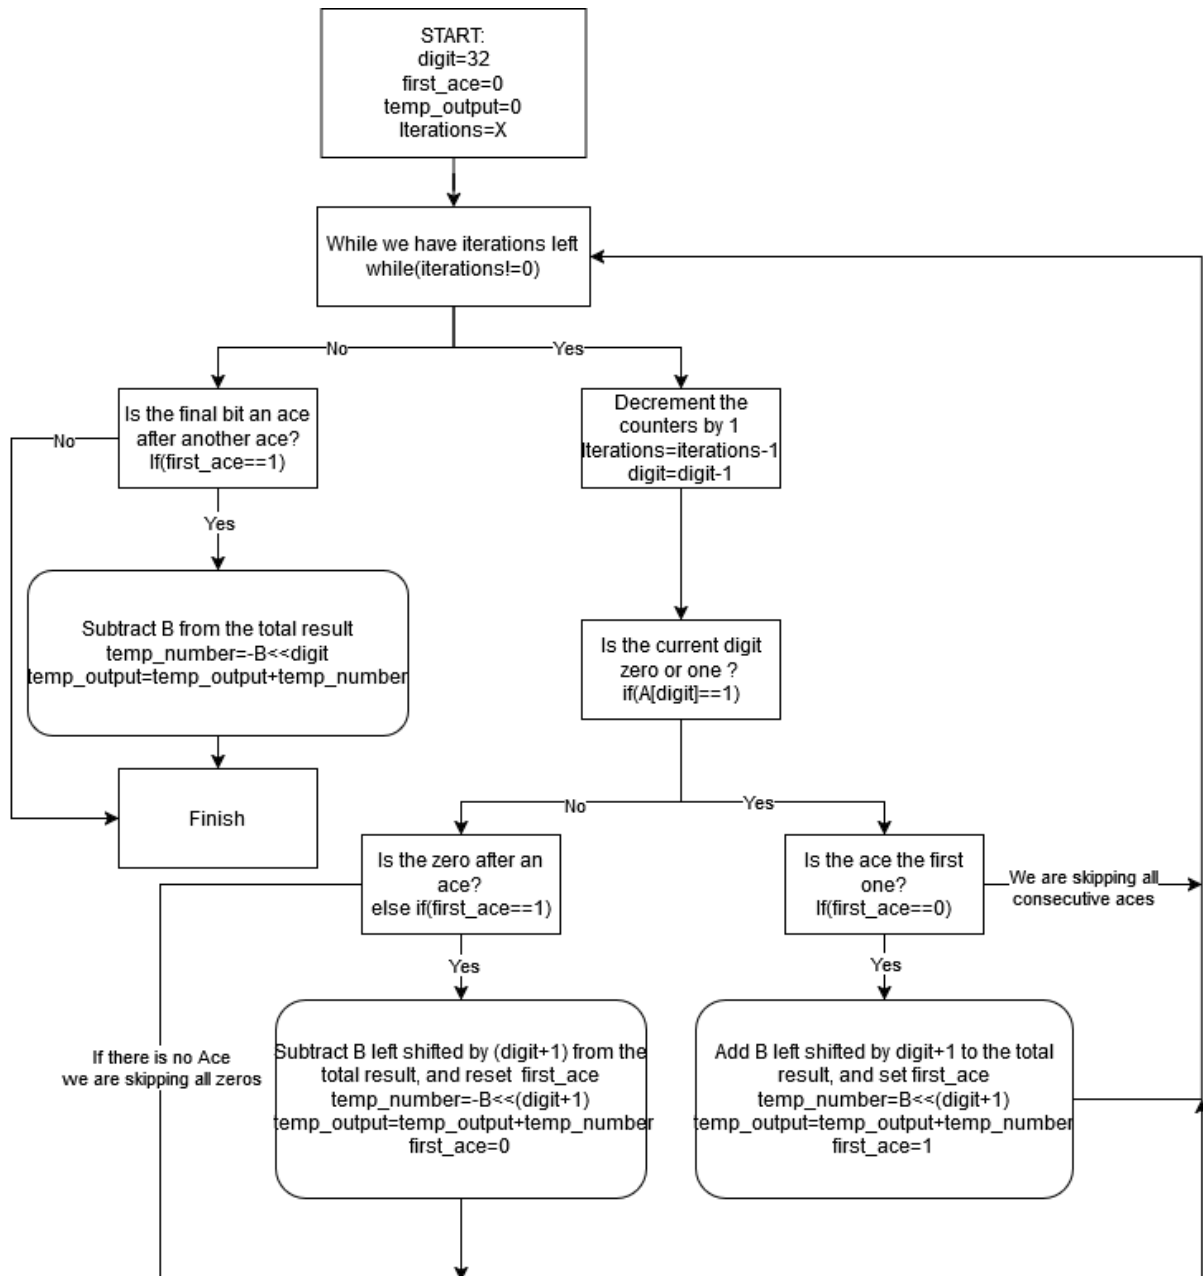 START:
digit=32
first_ace=0
temp_output=0
Iterations=X
While we have iterations left
while(iterations!=0)
No
Yes
Is the final bit an ace
after another ace?
If(first_ace==1)
No
Decrement the
counters by 1
Iterations=iterations-1
digit=digit-1
Yes
Subtract B from the total result
temp_number=-B<<digit
temp_output=temp_output+temp_number
Is the current digit
zero or one ?
if(A[digit]==1)
Finish
No
Yes
Is the zero after an
ace?
else if(first_ace==1)
Is the ace the first
one?
If(first_ace==0)
We are skipping all
consecutive aces
Yes
Yes
If there is no Ace
we are skipping all zeros
Subtract B left shifted by (digit+1) from the
total result, and reset first_ace
temp_number=-B<<(digit+1)
temp_output=temp_output+temp_number
first_ace=0
Add B left shifted by digit+1 to the total
result, and set first_ace
temp_number=B<<(digit+1)
temp_output=temp_output+temp_number
first_ace=1